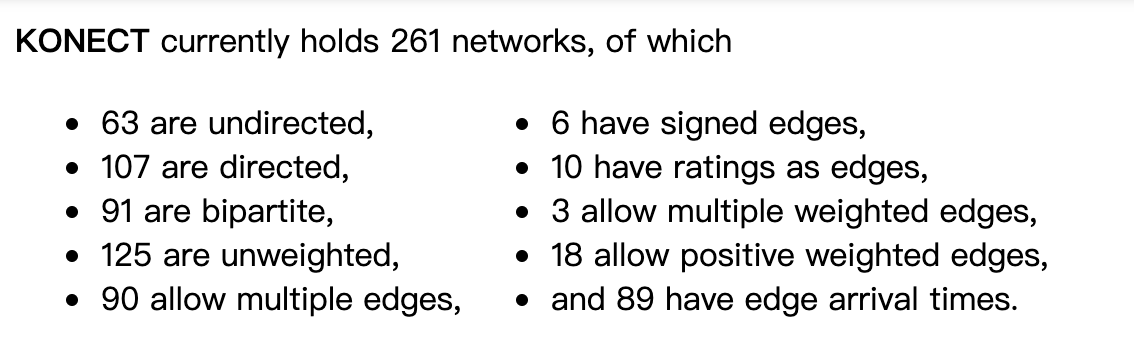 KONECT currently holds 261 networks, of which
• 63 are undirected,
• 107 are directed,
• 91 are bipartite,
• 125 are unweighted,
• 90 allow multiple edges,
• 6 have signed edges,
• 10 have ratings as edges,
• 3 allow multiple weighted edges,
• 18 allow positive weighted edges,
• and 89 have edge arrival times.